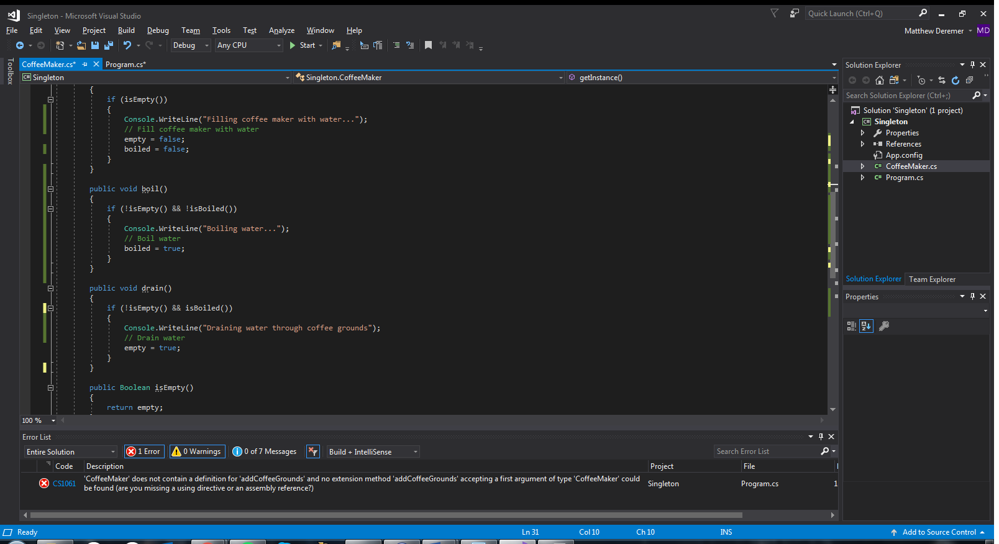 Singleton - Microsoft Visual Studio
Quick Launch (Ctrl+Q)
File Edit View Project Build Debug Team Tools Test Analyze Window Help
Matthew Deremer MD
Debug Any CPU Start
Toolbox
CoffeeMaker.cs* Program.cs*
Singleton Singleton.CoffeeMaker getInstance()
{
if (isEmpty())
{
Console.WriteLine("Filling coffee maker with water...");
// Fill coffee maker with water
empty = false;
boiled = false;
}
}
public void boil()
{
if (!isEmpty() && !isBoiled())
{
Console.WriteLine("Boiling water...");
// Boil water
boiled = true;
}
}
public void drain()
{
if (!isEmpty() && isBoiled())
{
Console.WriteLine("Draining water through coffee grounds");
// Drain water
empty = true;
}
}
public Boolean isEmpty()
{
return empty;
100 %
Solution Explorer
Search Solution Explorer (Ctrl+;)
Solution 'Singleton' (1 project)
C# Singleton
Properties
References
App.config
C# CoffeeMaker.cs
C# Program.cs
Solution Explorer Team Explorer
Properties
Error List
Entire Solution 1 Error 0 Warnings 0 of 7 Messages Build + IntelliSense Search Error List
Code Description Project File
CS1061 'CoffeeMaker' does not contain a definition for 'addCoffeeGrounds' and no extension method 'addCoffeeGrounds' accepting a first argument of type 'CoffeeMaker' could
be found (are you missing a using directive or an assembly reference?) Singleton Program.cs 1
Ready Ln 31 Col 10 Ch 10 INS Add to Source Control